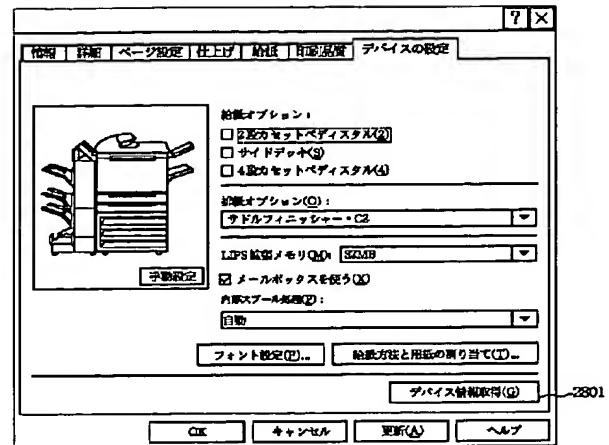 ? ×
情報 詳細 ページ設定 仕上げ 給紙 印刷品質 デバイスの設定
給紙オプション:
2段カセットペディスタル(2)
サイドデッキ(S)
4段カセットペディスタル(4)
排紙オプション(O):
サドルフィニッシャー・C2
LIPS拡張メモリ(M): 32MB
手動設定
メールボックスを使う(X)
内部スプール処理(P):
自動
フォント設定(F)... 給紙方法と用紙の割り当て(T)...
デバイス情報取得(G) 2801
OK キャンセル 更新(A) ヘルプ